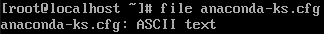 [root@localhost ~]# file anaconda-ks.cfg
anaconda-ks.cfg: ASCII text